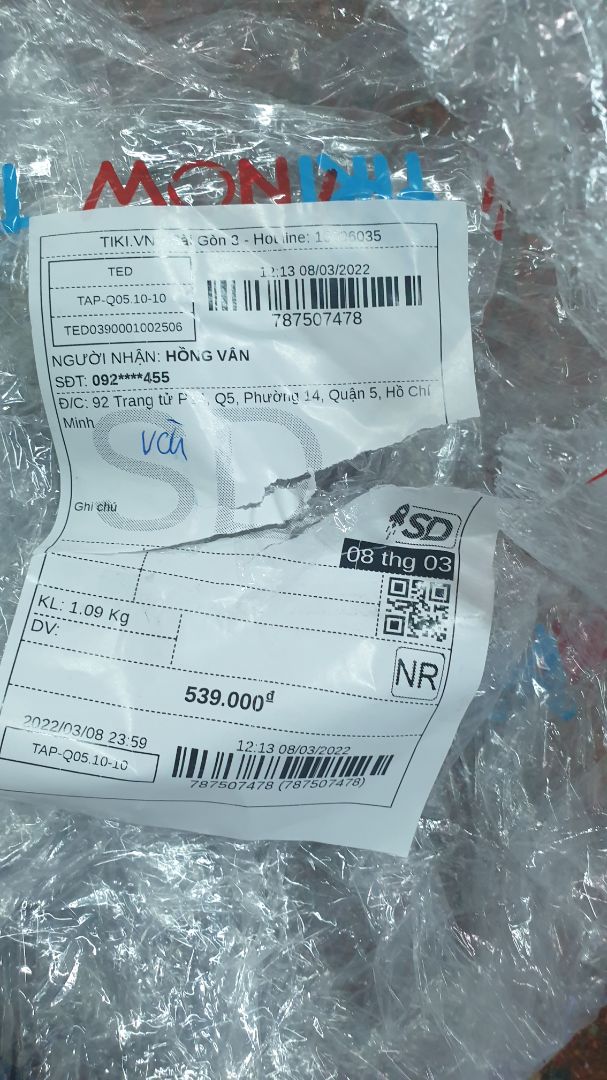 TIKI.VN Sài Gòn 3 - Hotline: 19006035
TED
TAP-Q05.10-10
TED0390001002506
12:13 08/03/2022
787507478
NGƯỜI NHẬN: HỒNG VÂN
SĐT: 092****455
Đ/C: 92 Trang tử Q5, Phường 14, Quận 5, Hồ Chí
Minh
SD
Ghi chú
SD
08 thg 03
KL: 1.09 Kg
DV:
NR
539.000đ
2022/03/08 23:59
TAP-Q05.10-10
12:13 08/03/2022
787507478 (787507478)